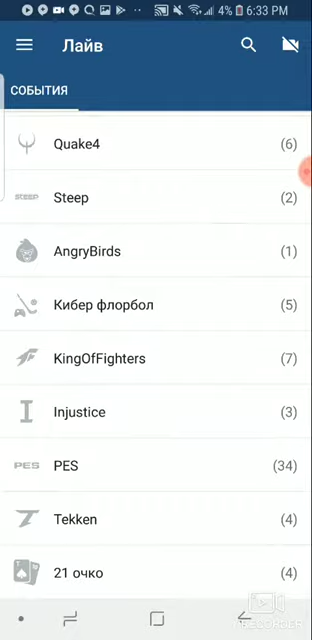 4% 6:33 PM
Лайв
СОБЫТИЯ
Quake4 (6)
STEEP Steep (2)
AngryBirds (1)
Кибер флорбол (5)
KingOfFighters (7)
Injustice (3)
PES PES (34)
Tekken (4)
21 очко (4)
RECORDER